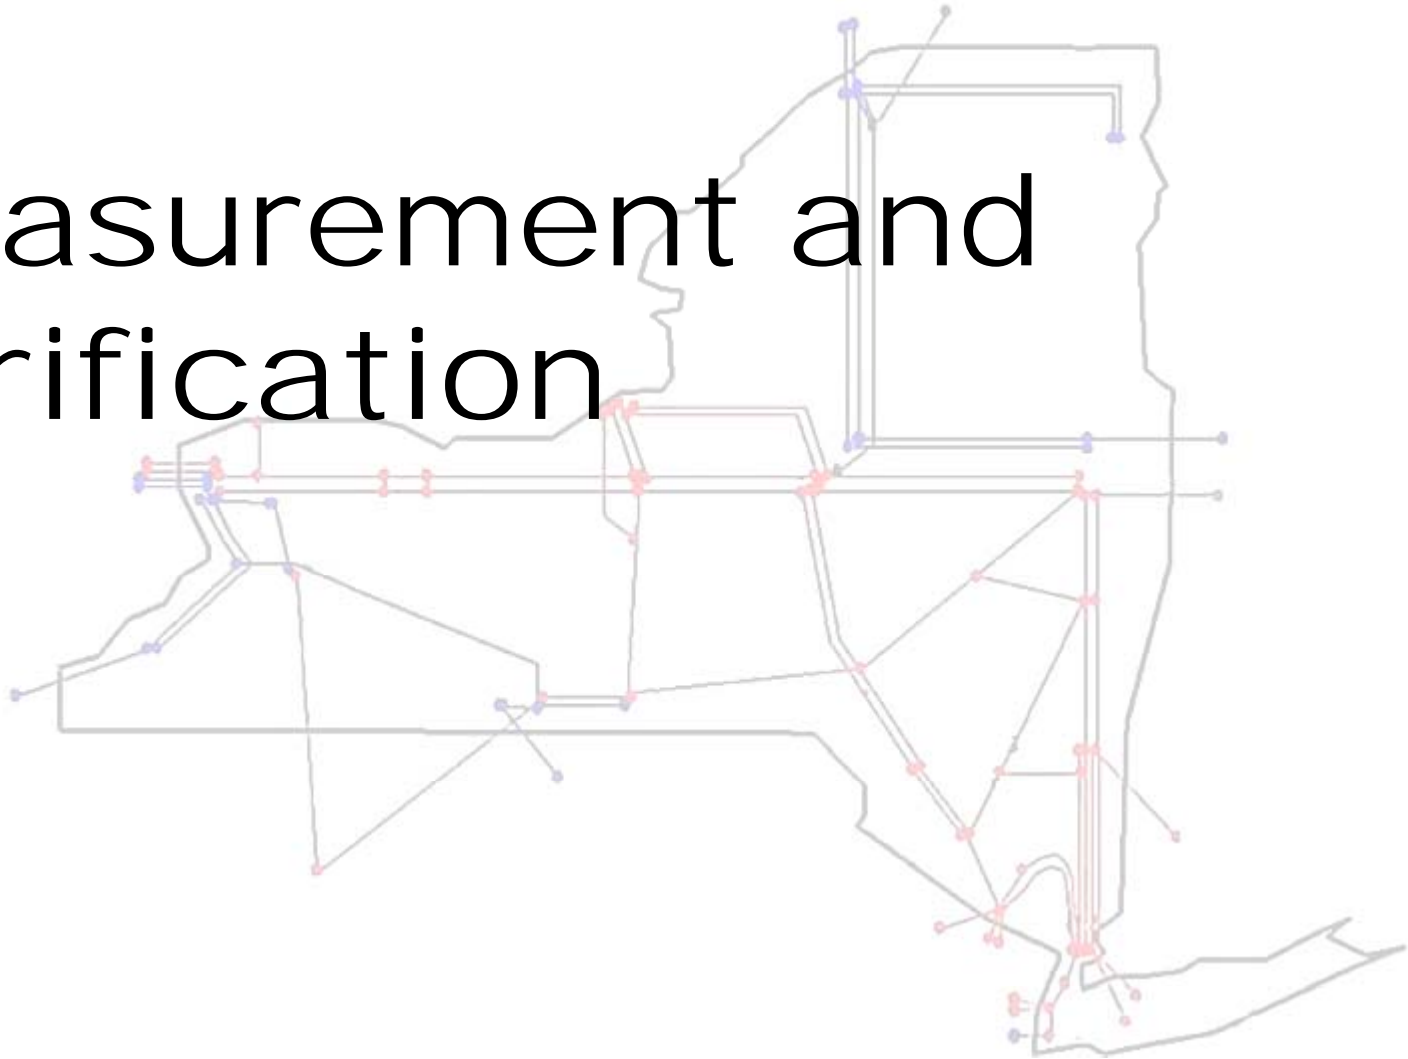 asurement and
rification